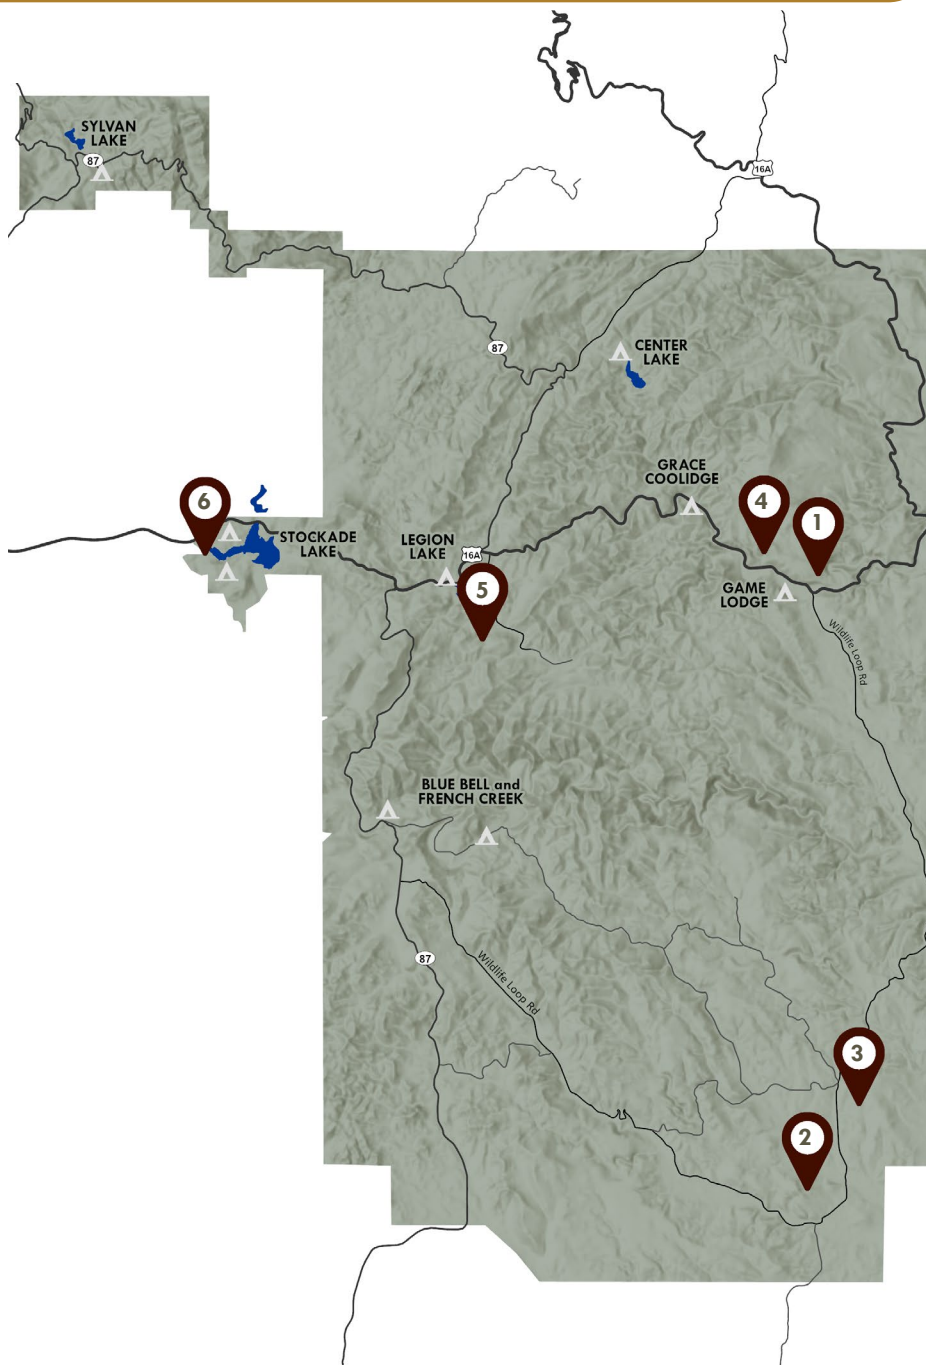 SYLVAN
LAKE
87
16A
87
CENTER
LAKE
GRACE
COOLIDGE
6
4
1
STOCKADE
LAKE
LEGION
LAKE
16A
5
GAME
LODGE
Wildlife Loop Rd
BLUE BELL and
FRENCH CREEK
87
Wildlife Loop Rd
3
2